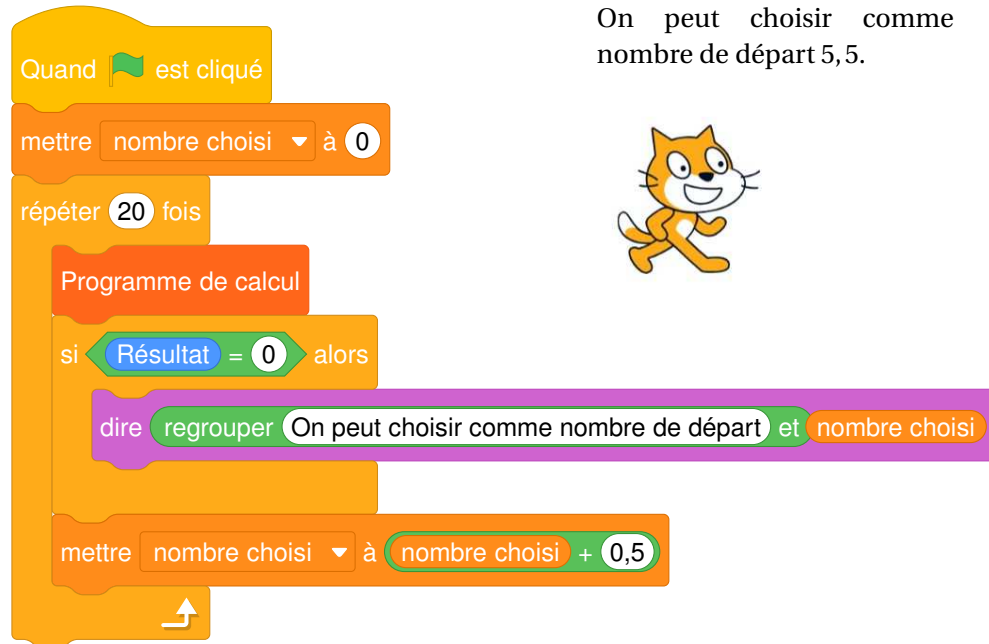 On peut choisir comme
nombre de départ 5,5.
Quand est cliqué
mettre nombre choisi à 0
répéter 20 fois
Programme de calcul
si Résultat = 0 alors
dire regrouper On peut choisir comme nombre de départ et nombre choisi
mettre nombre choisi à nombre choisi + 0,5